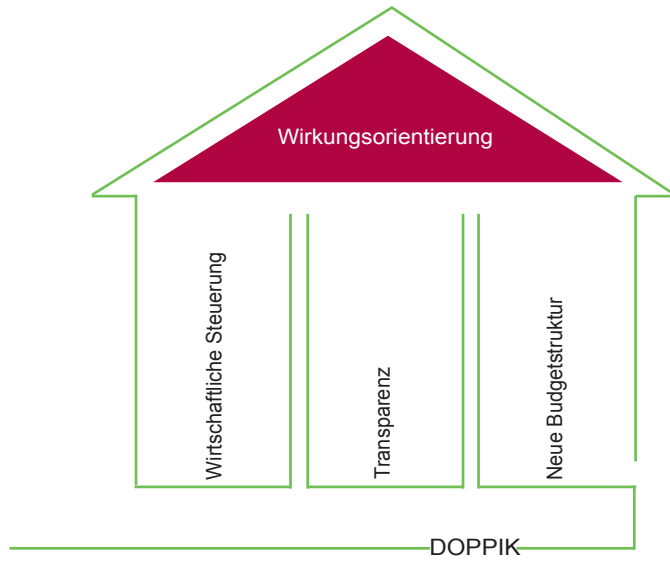 Wirkungsorientierung
Wirtschaftliche Steuerung
Transparenz
Neue Budgetstruktur
DOPPIK